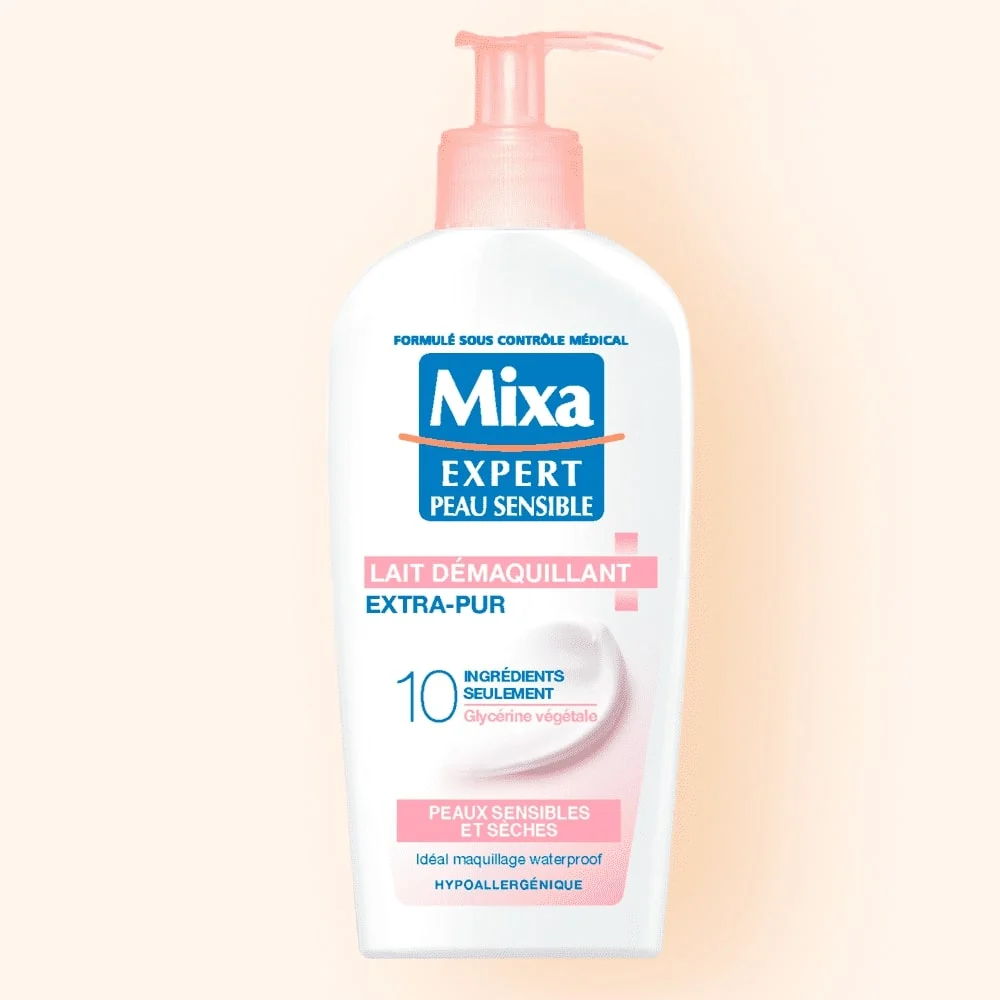 FORMULÉ SOUS CONTRÔLE MÉDICAL
Mixa
EXPERT
PEAU SENSIBLE
LAIT DÉMAQUILLANT
EXTRA-PUR
10 INGRÉDIENTS
SEULEMENT
Glycérine végétale
PEAUX SENSIBLES
ET SÈCHES
Idéal maquillage waterproof
HYPOALLERGÉNIQUE